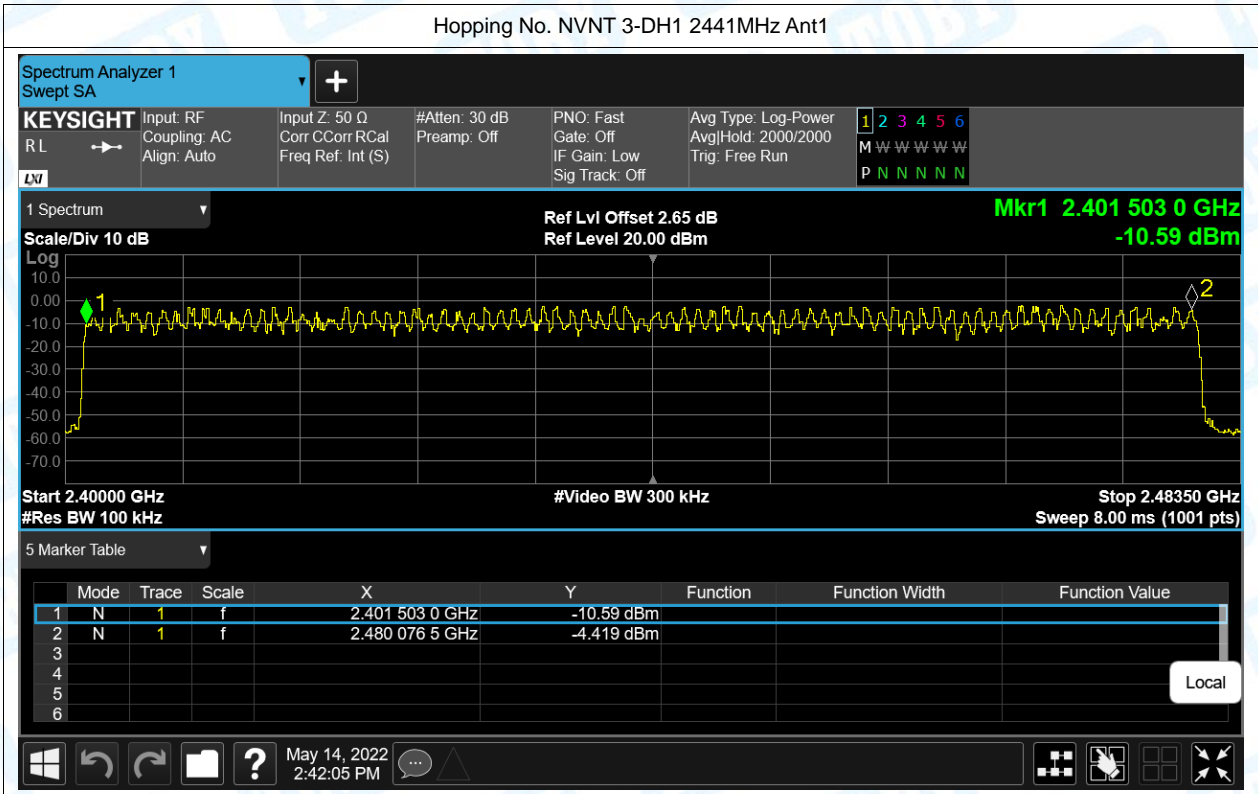 Hopping No. NVNT 3-DH1 2441MHz Ant1
Spectrum Analyzer 1
Swept SA
KEYSIGHT
RL
LXI
Input: RF
Coupling: AC
Align: Auto
Input Z: 50 Ω
Corr CCorr RCal
Freq Ref: Int (S)
#Atten: 30 dB
Preamp: Off
PNO: Fast
Gate: Off
IF Gain: Low
Sig Track: Off
Avg Type: Log-Power
Avg|Hold: 2000/2000
Trig: Free Run
1 2 3 4 5 6
M W W W W W
P N N N N N
1 Spectrum
Scale/Div 10 dB
Ref Lvl Offset 2.65 dB
Ref Level 20.00 dBm
Mkr1 2.401 503 0 GHz
-10.59 dBm
Log
10.0
0.00
-10.0
-20.0
-30.0
-40.0
-50.0
-60.0
-70.0
1
2
Start 2.40000 GHz
#Video BW 300 kHz
Stop 2.48350 GHz
#Res BW 100 kHz
Sweep 8.00 ms (1001 pts)
5 Marker Table
Mode Trace Scale X Y Function Function Width Function Value
1 N 1 f 2.401 503 0 GHz -10.59 dBm
2 N 1 f 2.480 076 5 GHz -4.419 dBm
3
4
5
6
Local
?
May 14, 2022
2:42:05 PM